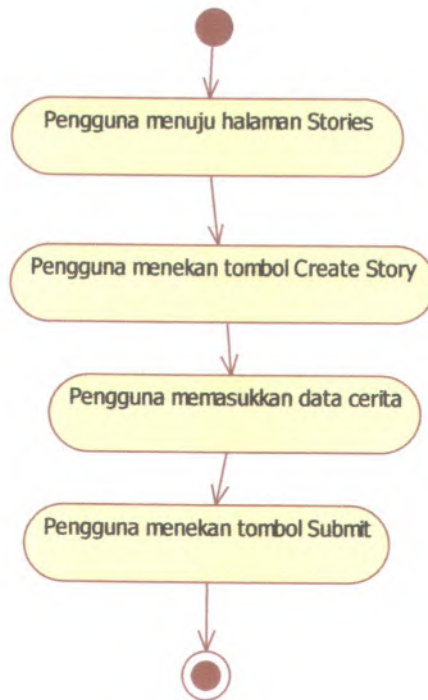 Pengguna menuju halaman Stories
Pengguna menekan tombol Create Story
Pengguna memasukkan data cerita
Pengguna menekan tombol Submit